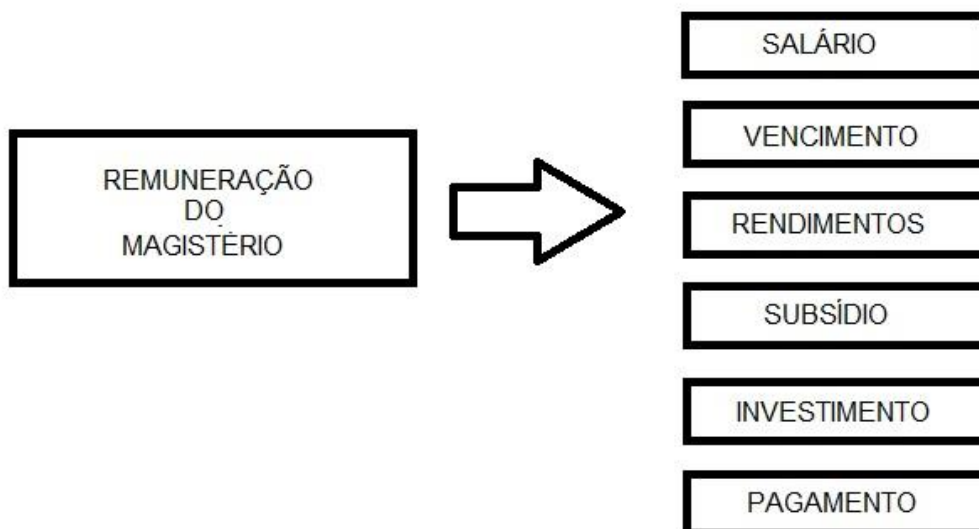 REMUNERAÇÃO
DO
MAGISTÉRIO
SALÁRIO
VENCIMENTO
RENDIMENTOS
SUBSÍDIO
INVESTIMENTO
PAGAMENTO